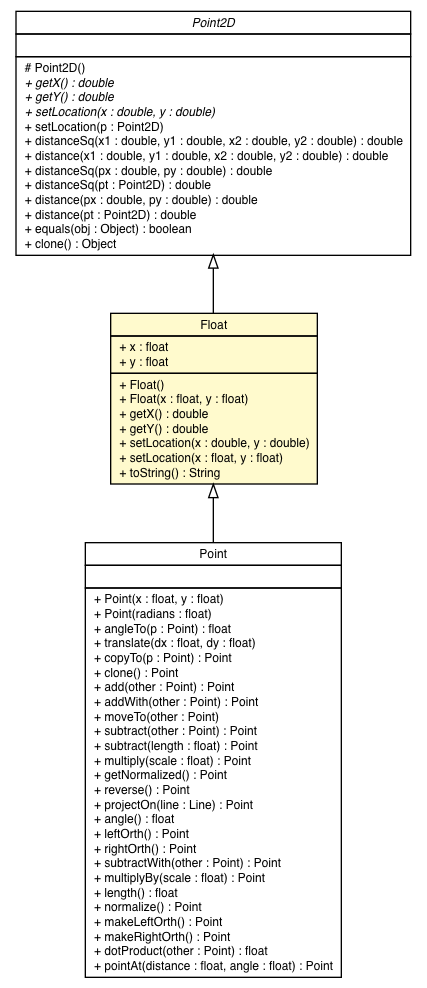 Point2D
# Point2D()
+ getX() : double
+ getY() : double
+ setLocation(x : double, y : double)
+ setLocation(p : Point2D)
+ distanceSq(x1 : double, y1 : double, x2 : double, y2 : double) : double
+ distance(x1 : double, y1 : double, x2 : double, y2 : double) : double
+ distanceSq(px : double, py : double) : double
+ distanceSq(pt : Point2D) : double
+ distance(px : double, py : double) : double
+ distance(pt : Point2D) : double
+ equals(obj : Object) : boolean
+ clone() : Object
Float
+ x : float
+ y : float
+ Float()
+ Float(x : float, y : float)
+ getX() : double
+ getY() : double
+ setLocation(x : double, y : double)
+ setLocation(x : float, y : float)
+ toString() : String
Point
+ Point(x : float, y : float)
+ Point(radians : float)
+ angleTo(p : Point) : float
+ translate(dx : float, dy : float)
+ copyTo(p : Point) : Point
+ clone() : Point
+ add(other : Point) : Point
+ addWith(other : Point) : Point
+ moveTo(other : Point)
+ subtract(other : Point) : Point
+ subtract(length : float) : Point
+ multiply(scale : float) : Point
+ getNormalized() : Point
+ reverse() : Point
+ projectOn(line : Line) : Point
+ angle() : float
+ leftOrth() : Point
+ rightOrth() : Point
+ subtractWith(other : Point) : Point
+ multiplyBy(scale : float) : Point
+ length() : float
+ normalize() : Point
+ makeLeftOrth() : Point
+ makeRightOrth() : Point
+ dotProduct(other : Point) : float
+ pointAt(distance : float, angle : float) : Point